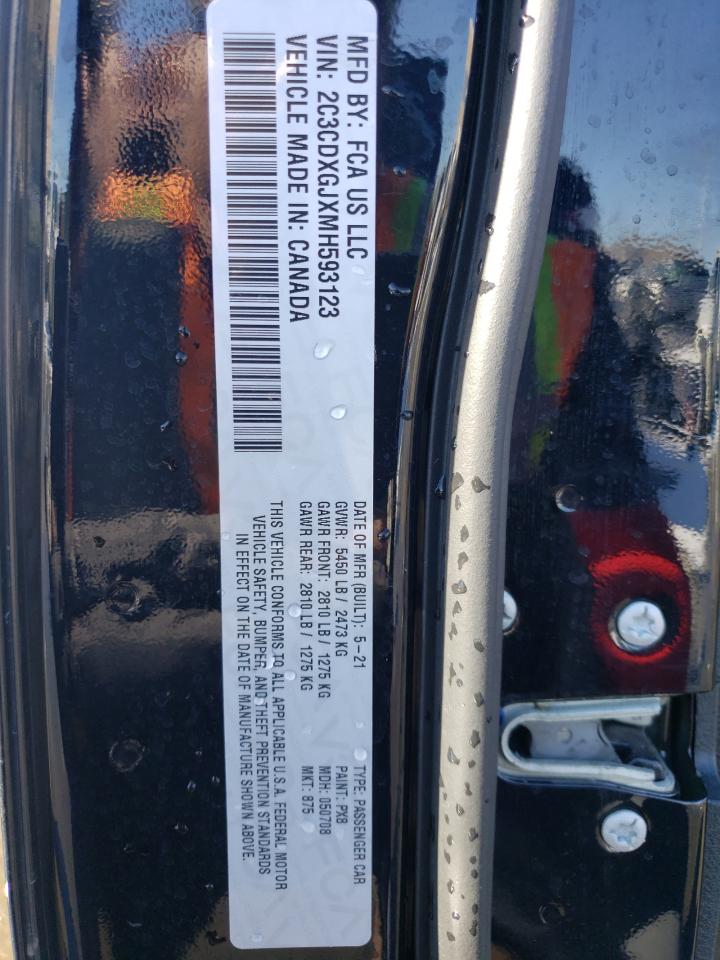 MFD BY: FCA US LLC
VIN: 2C3CDXGJXMH593123
VEHICLE MADE IN: CANADA
DATE OF MFR (BUILT): 5-21
GVWR: 5450 LB / 2473 KG
GAWR FRONT: 2810 LB / 1275 KG
GAWR REAR: 2810 LB / 1275 KG
TYPE: PASSENGER CAR
PAINT: PX8
MDH: 050708
MKT: 875
THIS VEHICLE CONFORMS TO ALL APPLICABLE U.S.A. FEDERAL MOTOR
VEHICLE SAFETY, BUMPER, AND THEFT PREVENTION STANDARDS
IN EFFECT ON THE DATE OF MANUFACTURE SHOWN ABOVE.